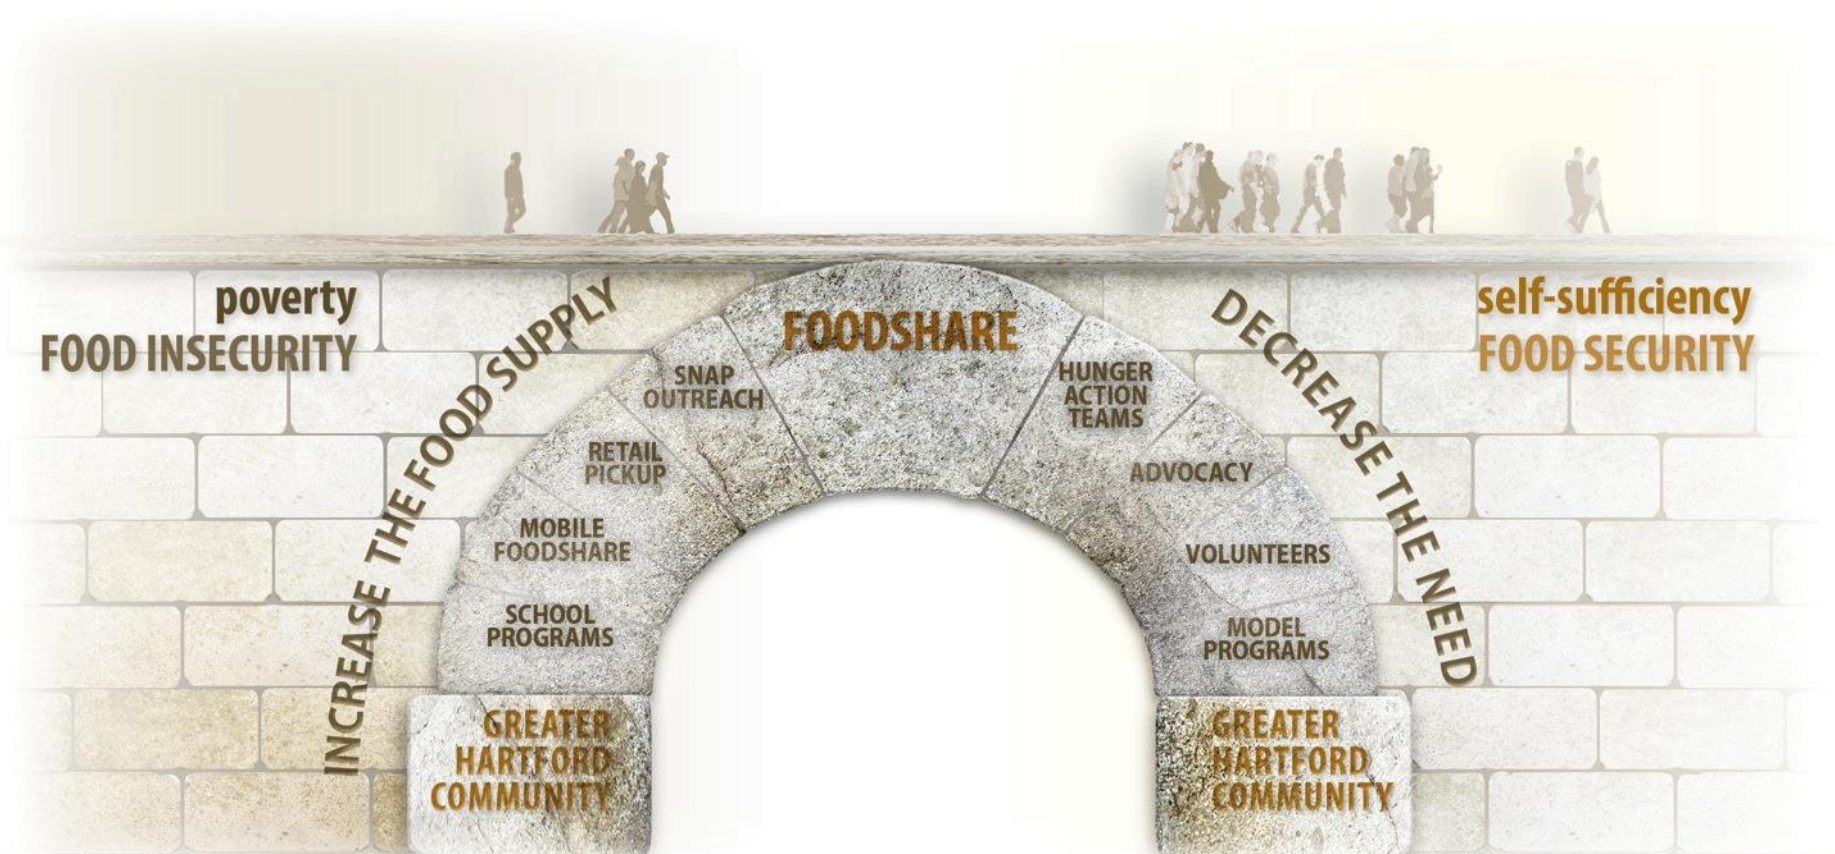 poverty
FOOD INSECURITY
INCREASE THE FOOD SUPPLY
FOODSHARE
SNAP
OUTREACH
RETAIL
PICKUP
MOBILE
FOODSHARE
SCHOOL
PROGRAMS
GREATER
HARTFORD
COMMUNITY
HUNGER
ACTION
TEAMS
ADVOCACY
VOLUNTEERS
MODEL
PROGRAMS
GREATER
HARTFORD
COMMUNITY
DECREASE THE NEED
self-sufficiency
FOOD SECURITY